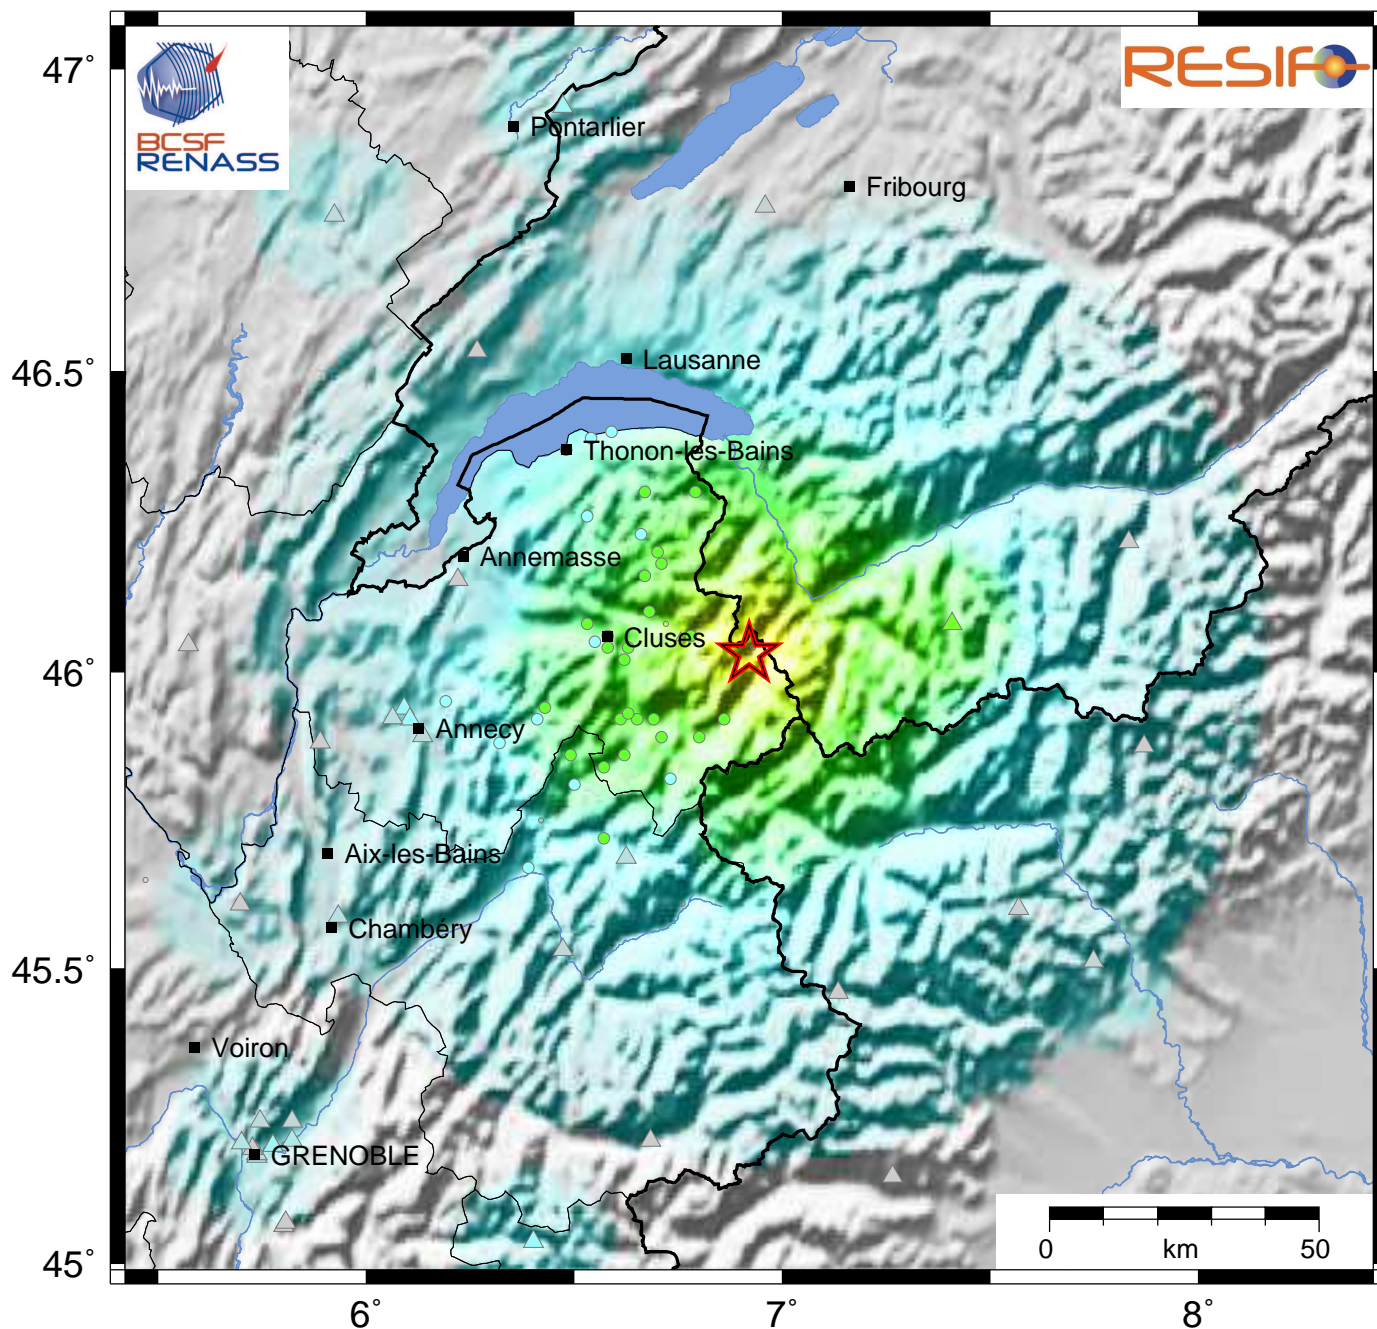 BCSF
RENASS
RESIF
47°
46.5°
46°
45.5°
45°
Pontarlier
Fribourg
Lausanne
Thonon-les-Bains
Annemasse
Cluses
Annecy
Aix-les-Bains
Chambéry
Voiron
GRENOBLE
0 km 50
6° 7° 8°